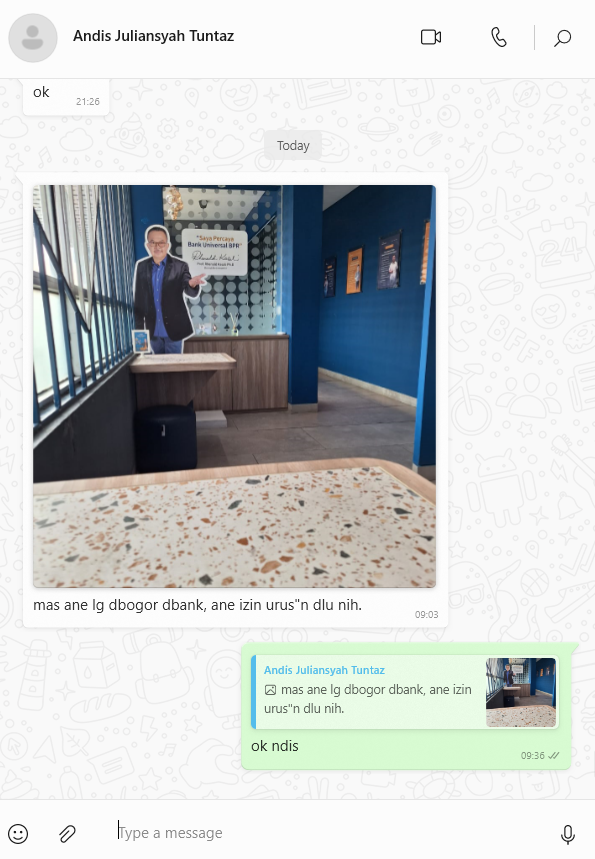 Andis Juliansyah Tuntaz
ok
21:26
Today
"Saya Percaya
Bank Universal BPR"
mas ane lg dbogor dbank, ane izin urus"n dlu nih.
09:03
Andis Juliansyah Tuntaz
mas ane lg dbogor dbank, ane izin
urus"n dlu nih.
ok ndis
09:36
Type a message